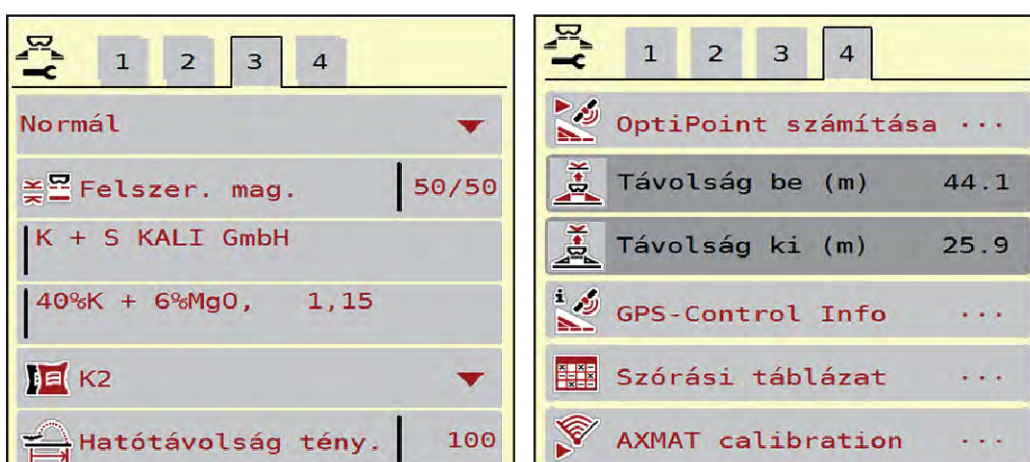 1 2 3 4
Normál
Felszer. mag. 50/50
K + S KALI GmbH
40%K + 6%MgO, 1,15
K2
Hatótávolság tény. 100
1 2 3 4
OptiPoint számítása ...
Távolság be (m) 44.1
Távolság ki (m) 25.9
i
GPS-Control Info ...
Szórási táblázat ...
AXMAT calibration ...